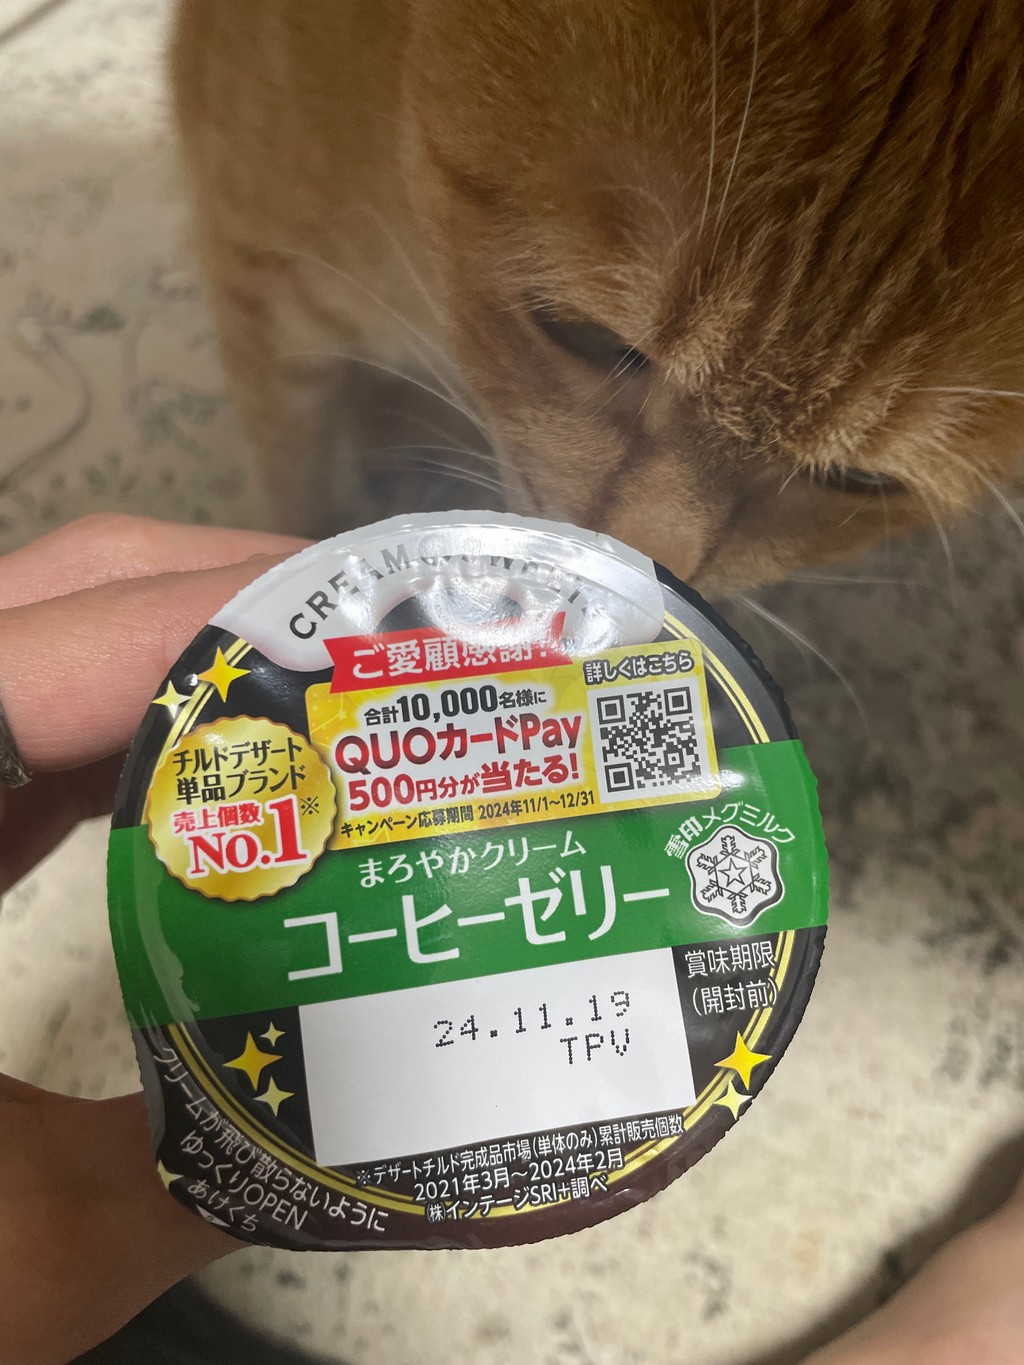 CREAM SWEETS
ご愛顧感謝!
合計10,000名様に
QUOカードPay
500円分が当たる!
キャンペーン応募期間 2024年11/1~12/31
詳しくはこちら
チルドデザート
単品ブランド
売上個数※
No.1
まろやかクリーム
コーヒーゼリー
雪印メグミルク
賞味期限
(開封前)
24.11.19
TPV
※デザートチルド完成品市場(単体のみ)累計販売個数
2021年3月~2024年2月
㈱インテージSRI+調べ
クリームが飛び散らないように
ゆっくりOPEN
あけくち